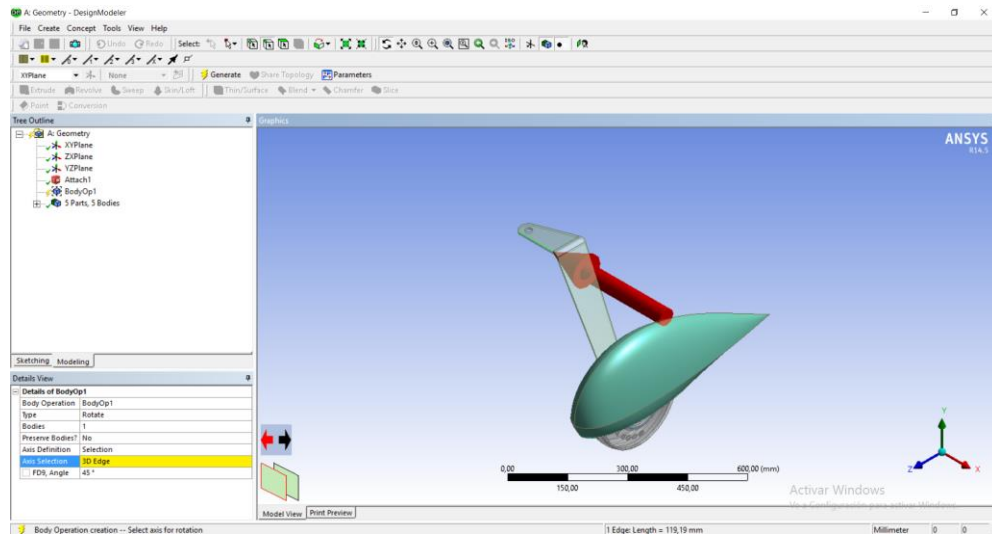 A: Geometry - DesignModeler
File Create Concept Tools View Help
Undo Redo Select:
XYPlane None Generate Share Topology Parameters
Extrude Revolve Sweep Skin/Loft Thin/Surface Blend Chamfer Slice
Point Conversion
Tree Outline
A: Geometry
XYPlane
ZXPlane
YZPlane
Attach1
BodyOp1
5 Parts, 5 Bodies
Sketching Modeling
Details View
Details of BodyOp1
Body Operation BodyOp1
Type Rotate
Bodies 1
Preserve Bodies? No
Axis Definition Selection
Axis Selection 3D Edge
FD9, Angle 45 °
Graphics
ANSYS
R14.5
0,00 300,00 600,00 (mm)
150,00 450,00
Y
Z X
Activar Windows
Ve a Configuración para activar Windows.
Model View Print Preview
Body Operation creation -- Select axis for rotation 1 Edge: Length = 119,19 mm Millimeter 0 0